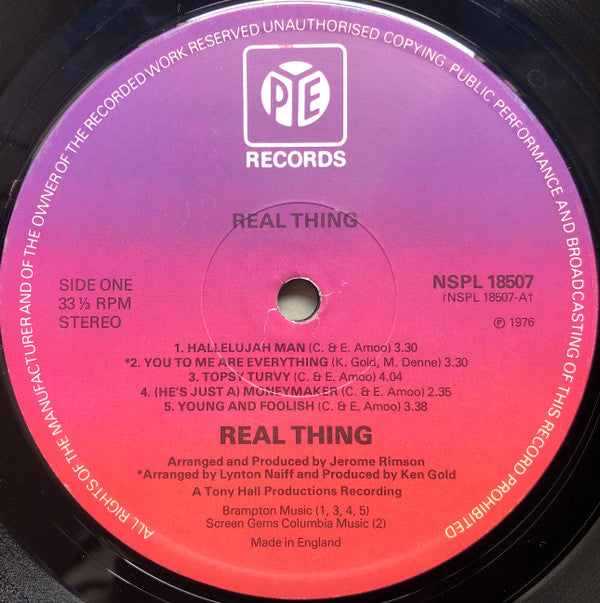 ALL RIGHTS OF THE MANUFACTURER AND OF THE OWNER OF THE RECORDED WORK RESERVED UNAUTHORISED COPYING. PUBLIC PERFORMANCE AND BROADCASTING OF THIS RECORD PROHIBITED
PYE
RECORDS
REAL THING
SIDE ONE
33 ⅓ RPM
STEREO
NSPL 18507
(NSPL 18507-A)
℗ 1976
1. HALLELUJAH MAN (C. & E. Amoo) 3.30
*2. YOU TO ME ARE EVERYTHING (K. Gold, M. Denne) 3.30
3. TOPSY TURVY (C. & E. Amoo) 4.04
4. (HE'S JUST A) MONEYMAKER (C. & E. Amoo) 2.35
5. YOUNG AND FOOLISH (C. & E. Amoo) 3.38
REAL THING
Arranged and Produced by Jerome Rimson
*Arranged by Lynton Naiff and Produced by Ken Gold
A Tony Hall Productions Recording
Brampton Music (1, 3, 4, 5)
Screen Gems Columbia Music (2)
Made in England